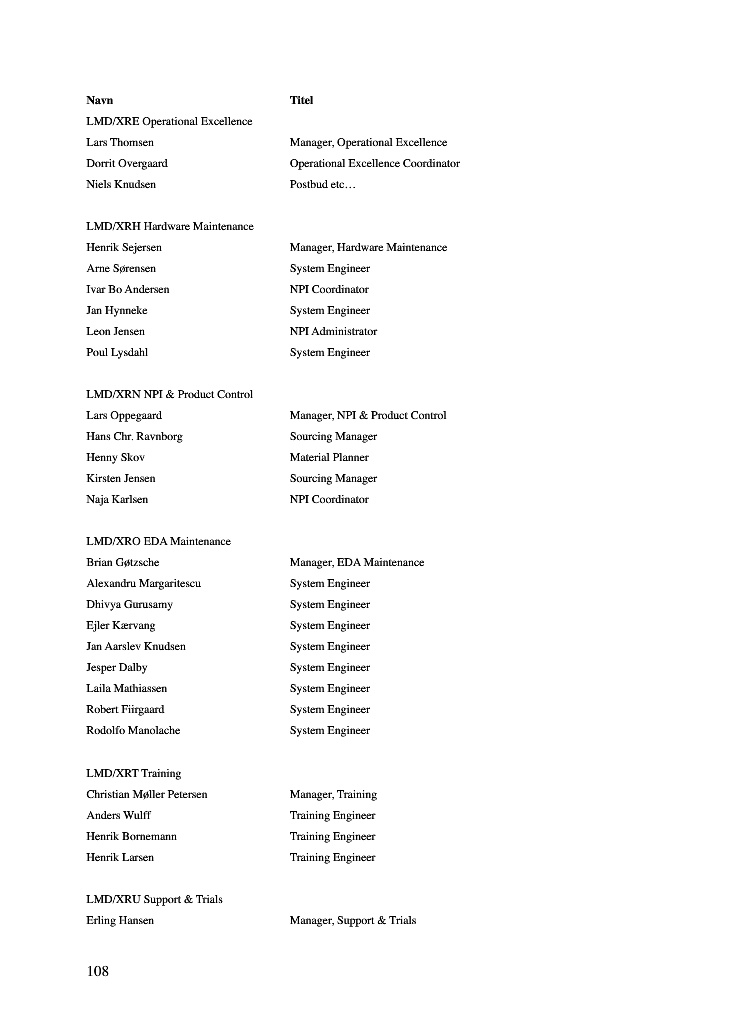 Navn Titel
LMD/XRE Operational Excellence
Lars Thomsen Manager, Operational Excellence
Dorrit Overgaard Operational Excellence Coordinator
Niels Knudsen Postbud etc…
LMD/XRH Hardware Maintenance
Henrik Sejersen Manager, Hardware Maintenance
Arne Sørensen System Engineer
Ivar Bo Andersen NPI Coordinator
Jan Hynneke System Engineer
Leon Jensen NPI Administrator
Poul Lysdahl System Engineer
LMD/XRN NPI & Product Control
Lars Oppegaard Manager, NPI & Product Control
Hans Chr. Ravnborg Sourcing Manager
Henny Skov Material Planner
Kirsten Jensen Sourcing Manager
Naja Karlsen NPI Coordinator
LMD/XRO EDA Maintenance
Brian Gøtzsche Manager, EDA Maintenance
Alexandru Margaritescu System Engineer
Dhivya Gurusamy System Engineer
Ejler Kærvang System Engineer
Jan Aarslev Knudsen System Engineer
Jesper Dalby System Engineer
Laila Mathiassen System Engineer
Robert Fiirgaard System Engineer
Rodolfo Manolache System Engineer
LMD/XRT Training
Christian Møller Petersen Manager, Training
Anders Wulff Training Engineer
Henrik Bornemann Training Engineer
Henrik Larsen Training Engineer
LMD/XRU Support & Trials
Erling Hansen Manager, Support & Trials
108